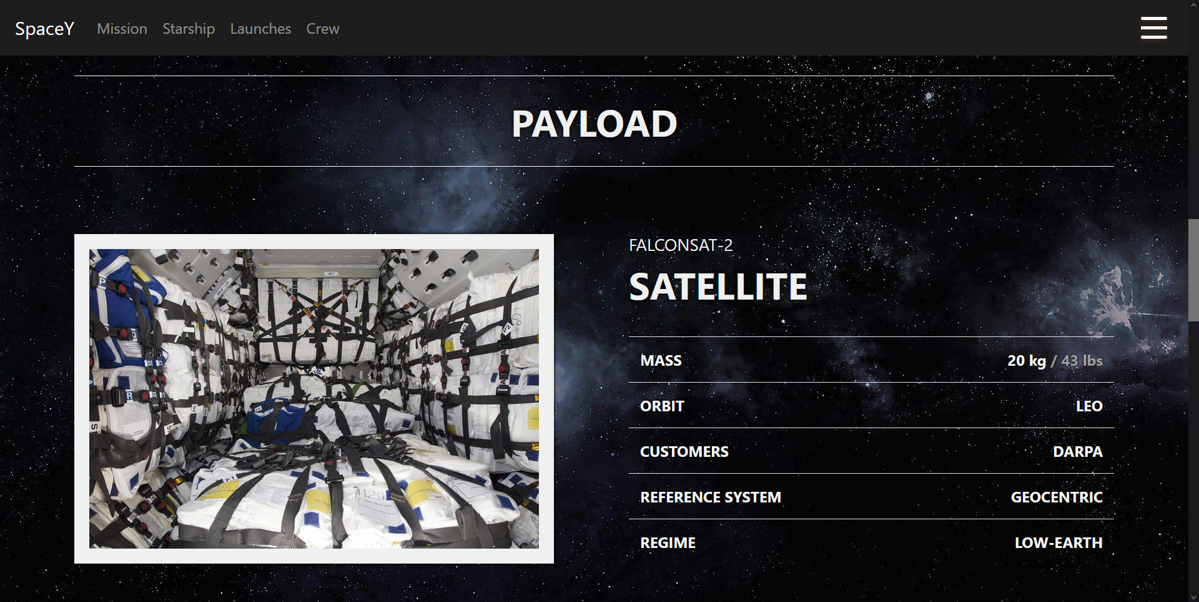 SpaceY Mission Starship Launches Crew
PAYLOAD
FALCONSAT-2
SATELLITE
MASS 20 kg / 43 lbs
ORBIT LEO
CUSTOMERS DARPA
REFERENCE SYSTEM GEOCENTRIC
REGIME LOW-EARTH